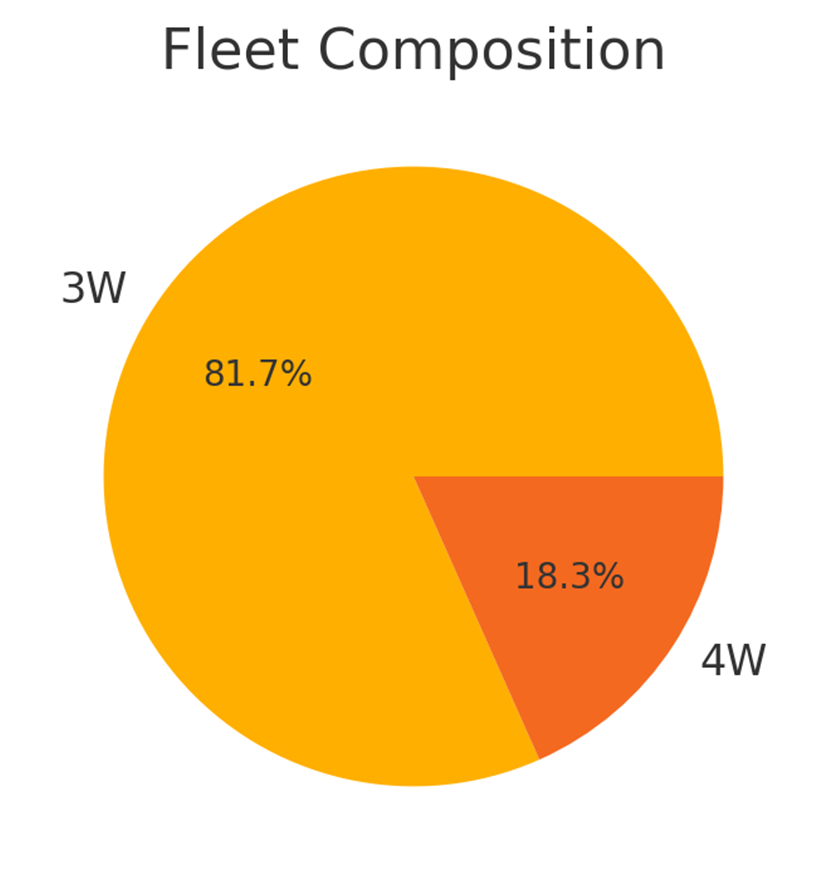 Fleet Composition
3W
81.7%
18.3%
4W